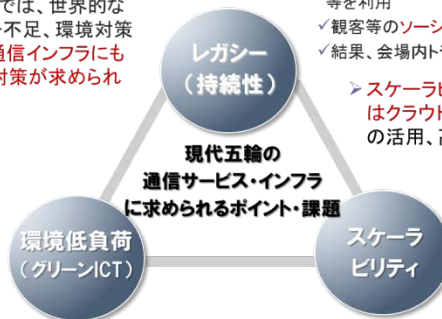 では、世界的な
不足、環境対策
通信インフラにも
対策が求められ
等を利用
✓観客等のソーシ
✓結果、会場内ト
➢スケーラビ
はクラウド
の活用、高
レガシー
(持続性)
現代五輪の
通信サービス・インフラ
に求められるポイント・課題
環境低負荷
(グリーンICT)
スケーラ
ビリティ